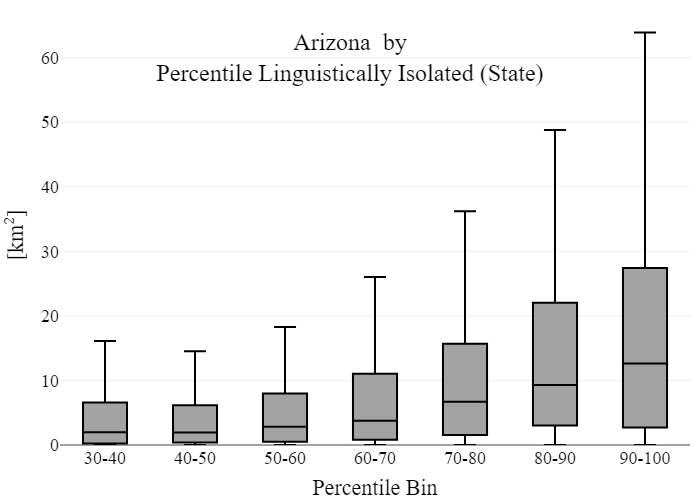 Arizona by
Percentile Linguistically Isolated (State)
60
50
40
30
20
10
0
[km²]
30-40 40-50 50-60 60-70 70-80 80-90 90-100
Percentile Bin